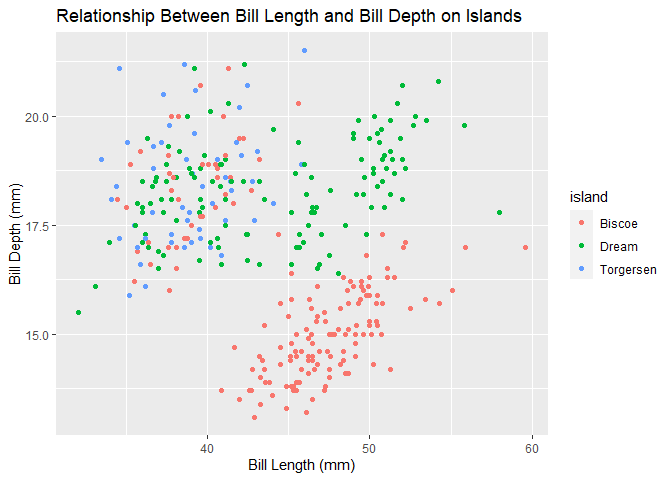 Relationship Between Bill Length and Bill Depth on Islands
20.0
17.5
15.0
Bill Depth (mm)
40
50
60
Bill Length (mm)
island
Biscoe
Dream
Torgersen